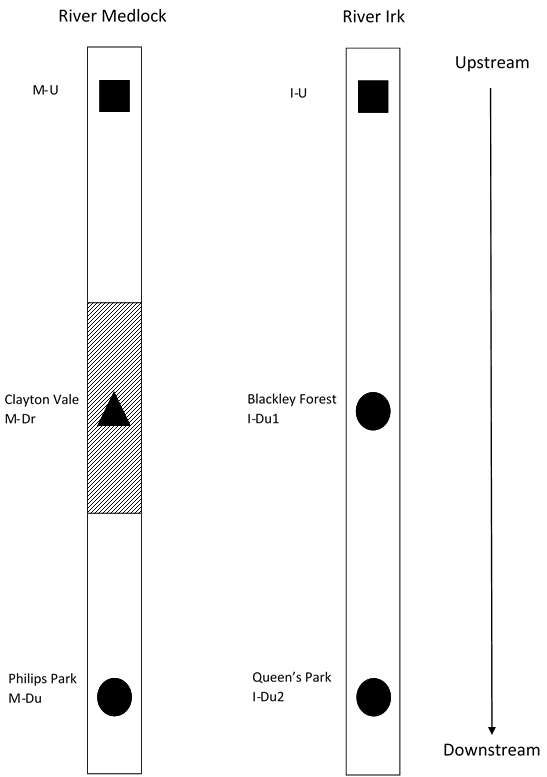 River Medlock
River Irk
Upstream
M-U
I-U
Clayton Vale
M-Dr
Blackley Forest
I-Du1
Philips Park
M-Du
Queen's Park
I-Du2
Downstream